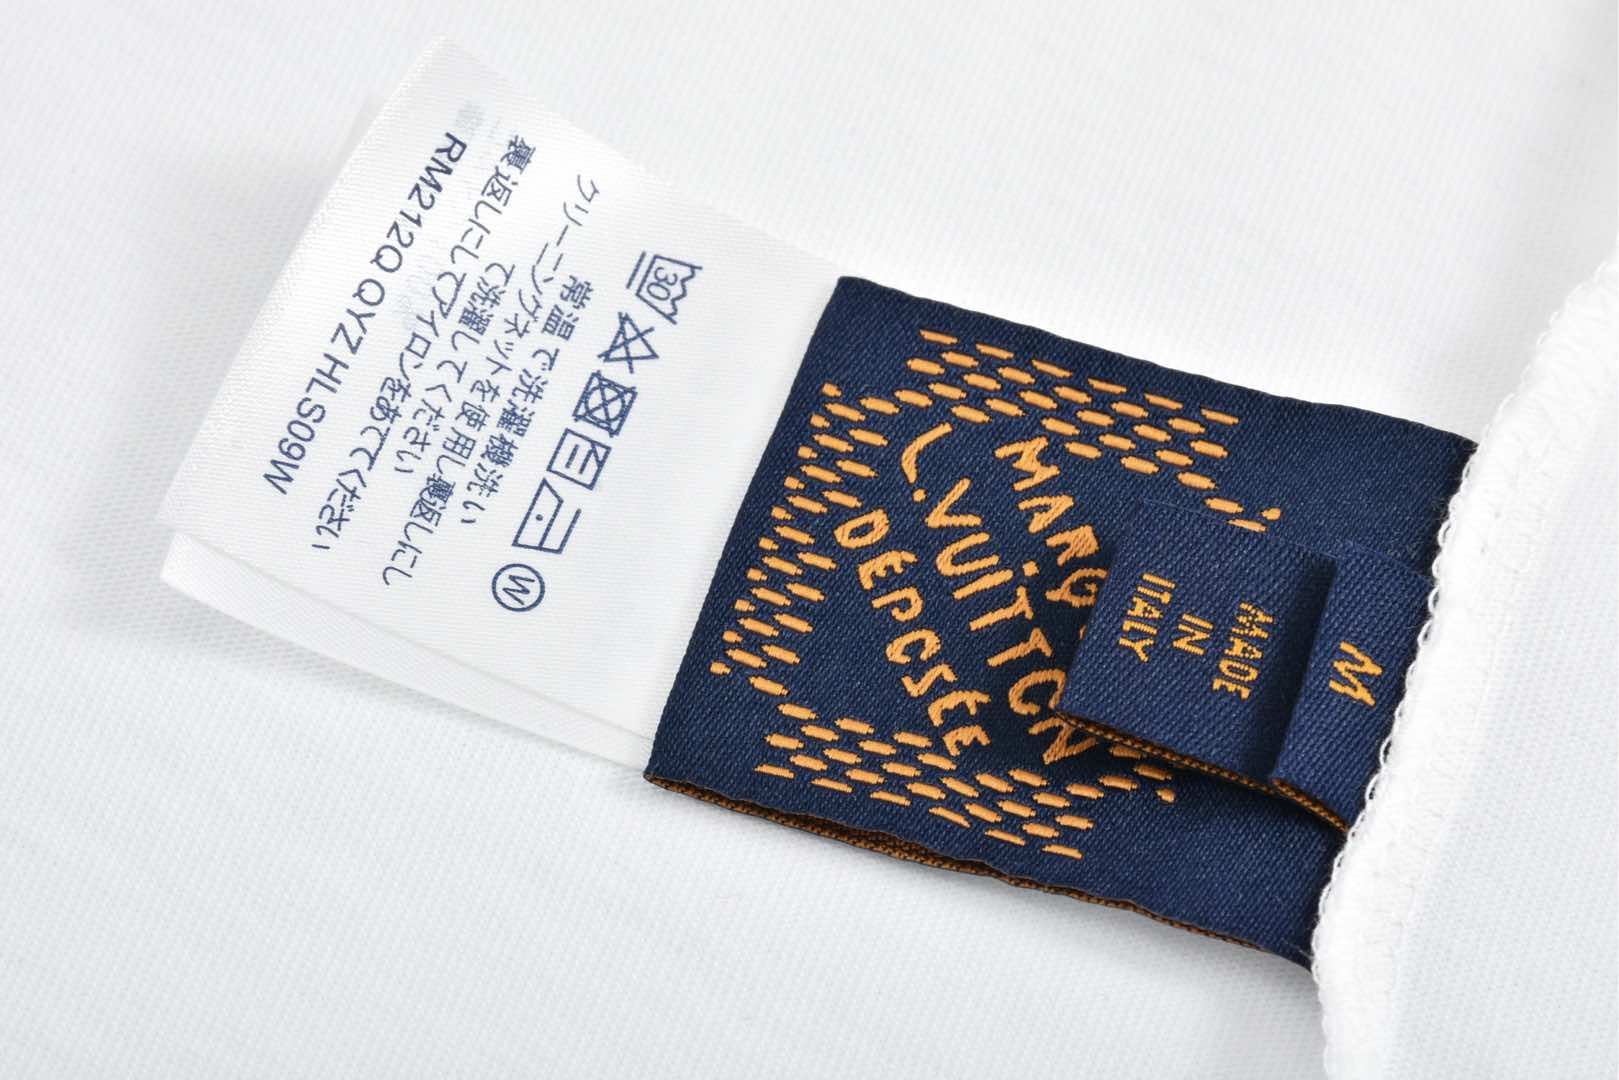 30
W
常温で洗濯機洗い
クリーニングネットを使用し裏返しにし
て洗濯してください
裏返しにしてアイロンをあててください
RM212Q QYZ HLS09W
MARQ
L.VUITTON
DEPOSÉE
MADE
IN
ITALY
M